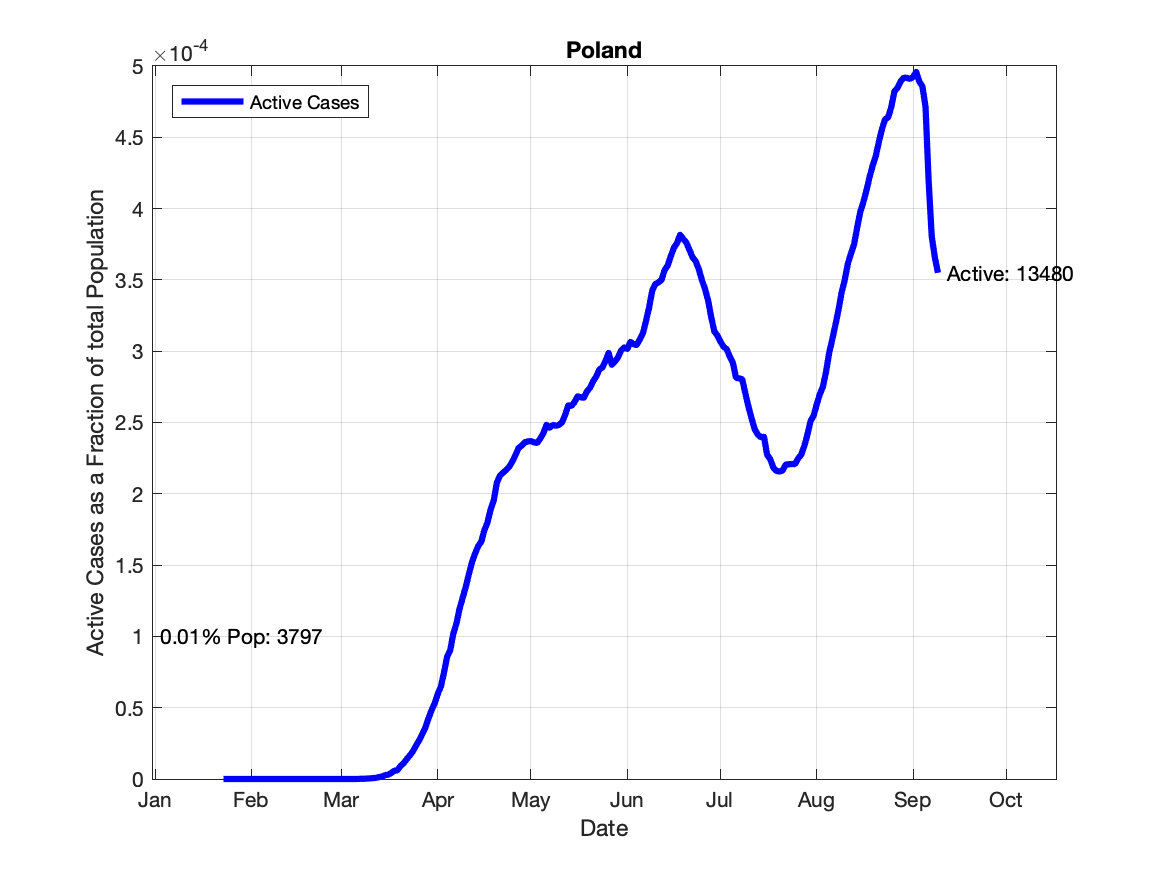 Poland
×10-4
5
4.5
4
3.5
3
2.5
2
1.5
1
0.5
0
Active Cases as a Fraction of total Population
Active Cases
Active: 13480
0.01% Pop: 3797
Jan Feb Mar Apr May Jun Jul Aug Sep Oct
Date